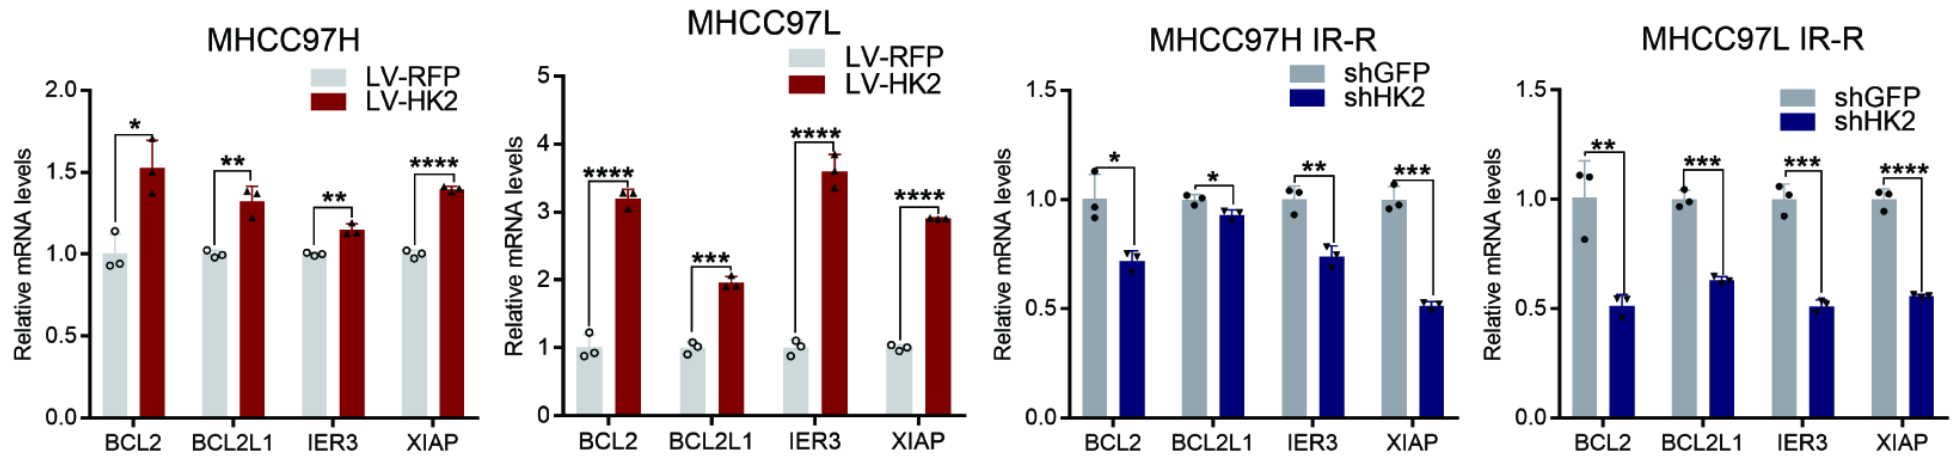 MHCC97H
LV-RFP
LV-HK2
Relative mRNA levels
2.0
1.5
1.0
0.5
0.0
*
**
**
****
BCL2 BCL2L1 IER3 XIAP
MHCC97L
LV-RFP
LV-HK2
Relative mRNA levels
5
4
3
2
1
0
****
***
****
****
BCL2 BCL2L1 IER3 XIAP
MHCC97H IR-R
shGFP
shHK2
Relative mRNA levels
1.5
1.0
0.5
0.0
*
*
**
***
BCL2 BCL2L1 IER3 XIAP
MHCC97L IR-R
shGFP
shHK2
Relative mRNA levels
1.5
1.0
0.5
0.0
**
***
***
****
BCL2 BCL2L1 IER3 XIAP